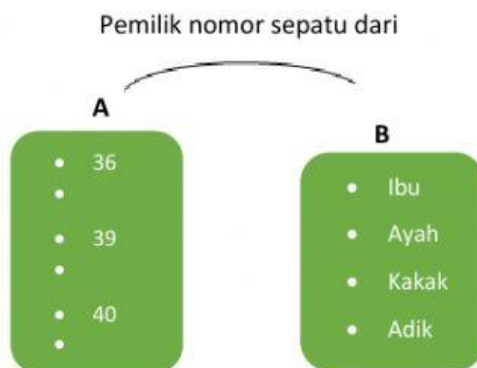 Pemilik nomor sepatu dari
A
36
39
40
B
Ibu
Ayah
Kakak
Adik